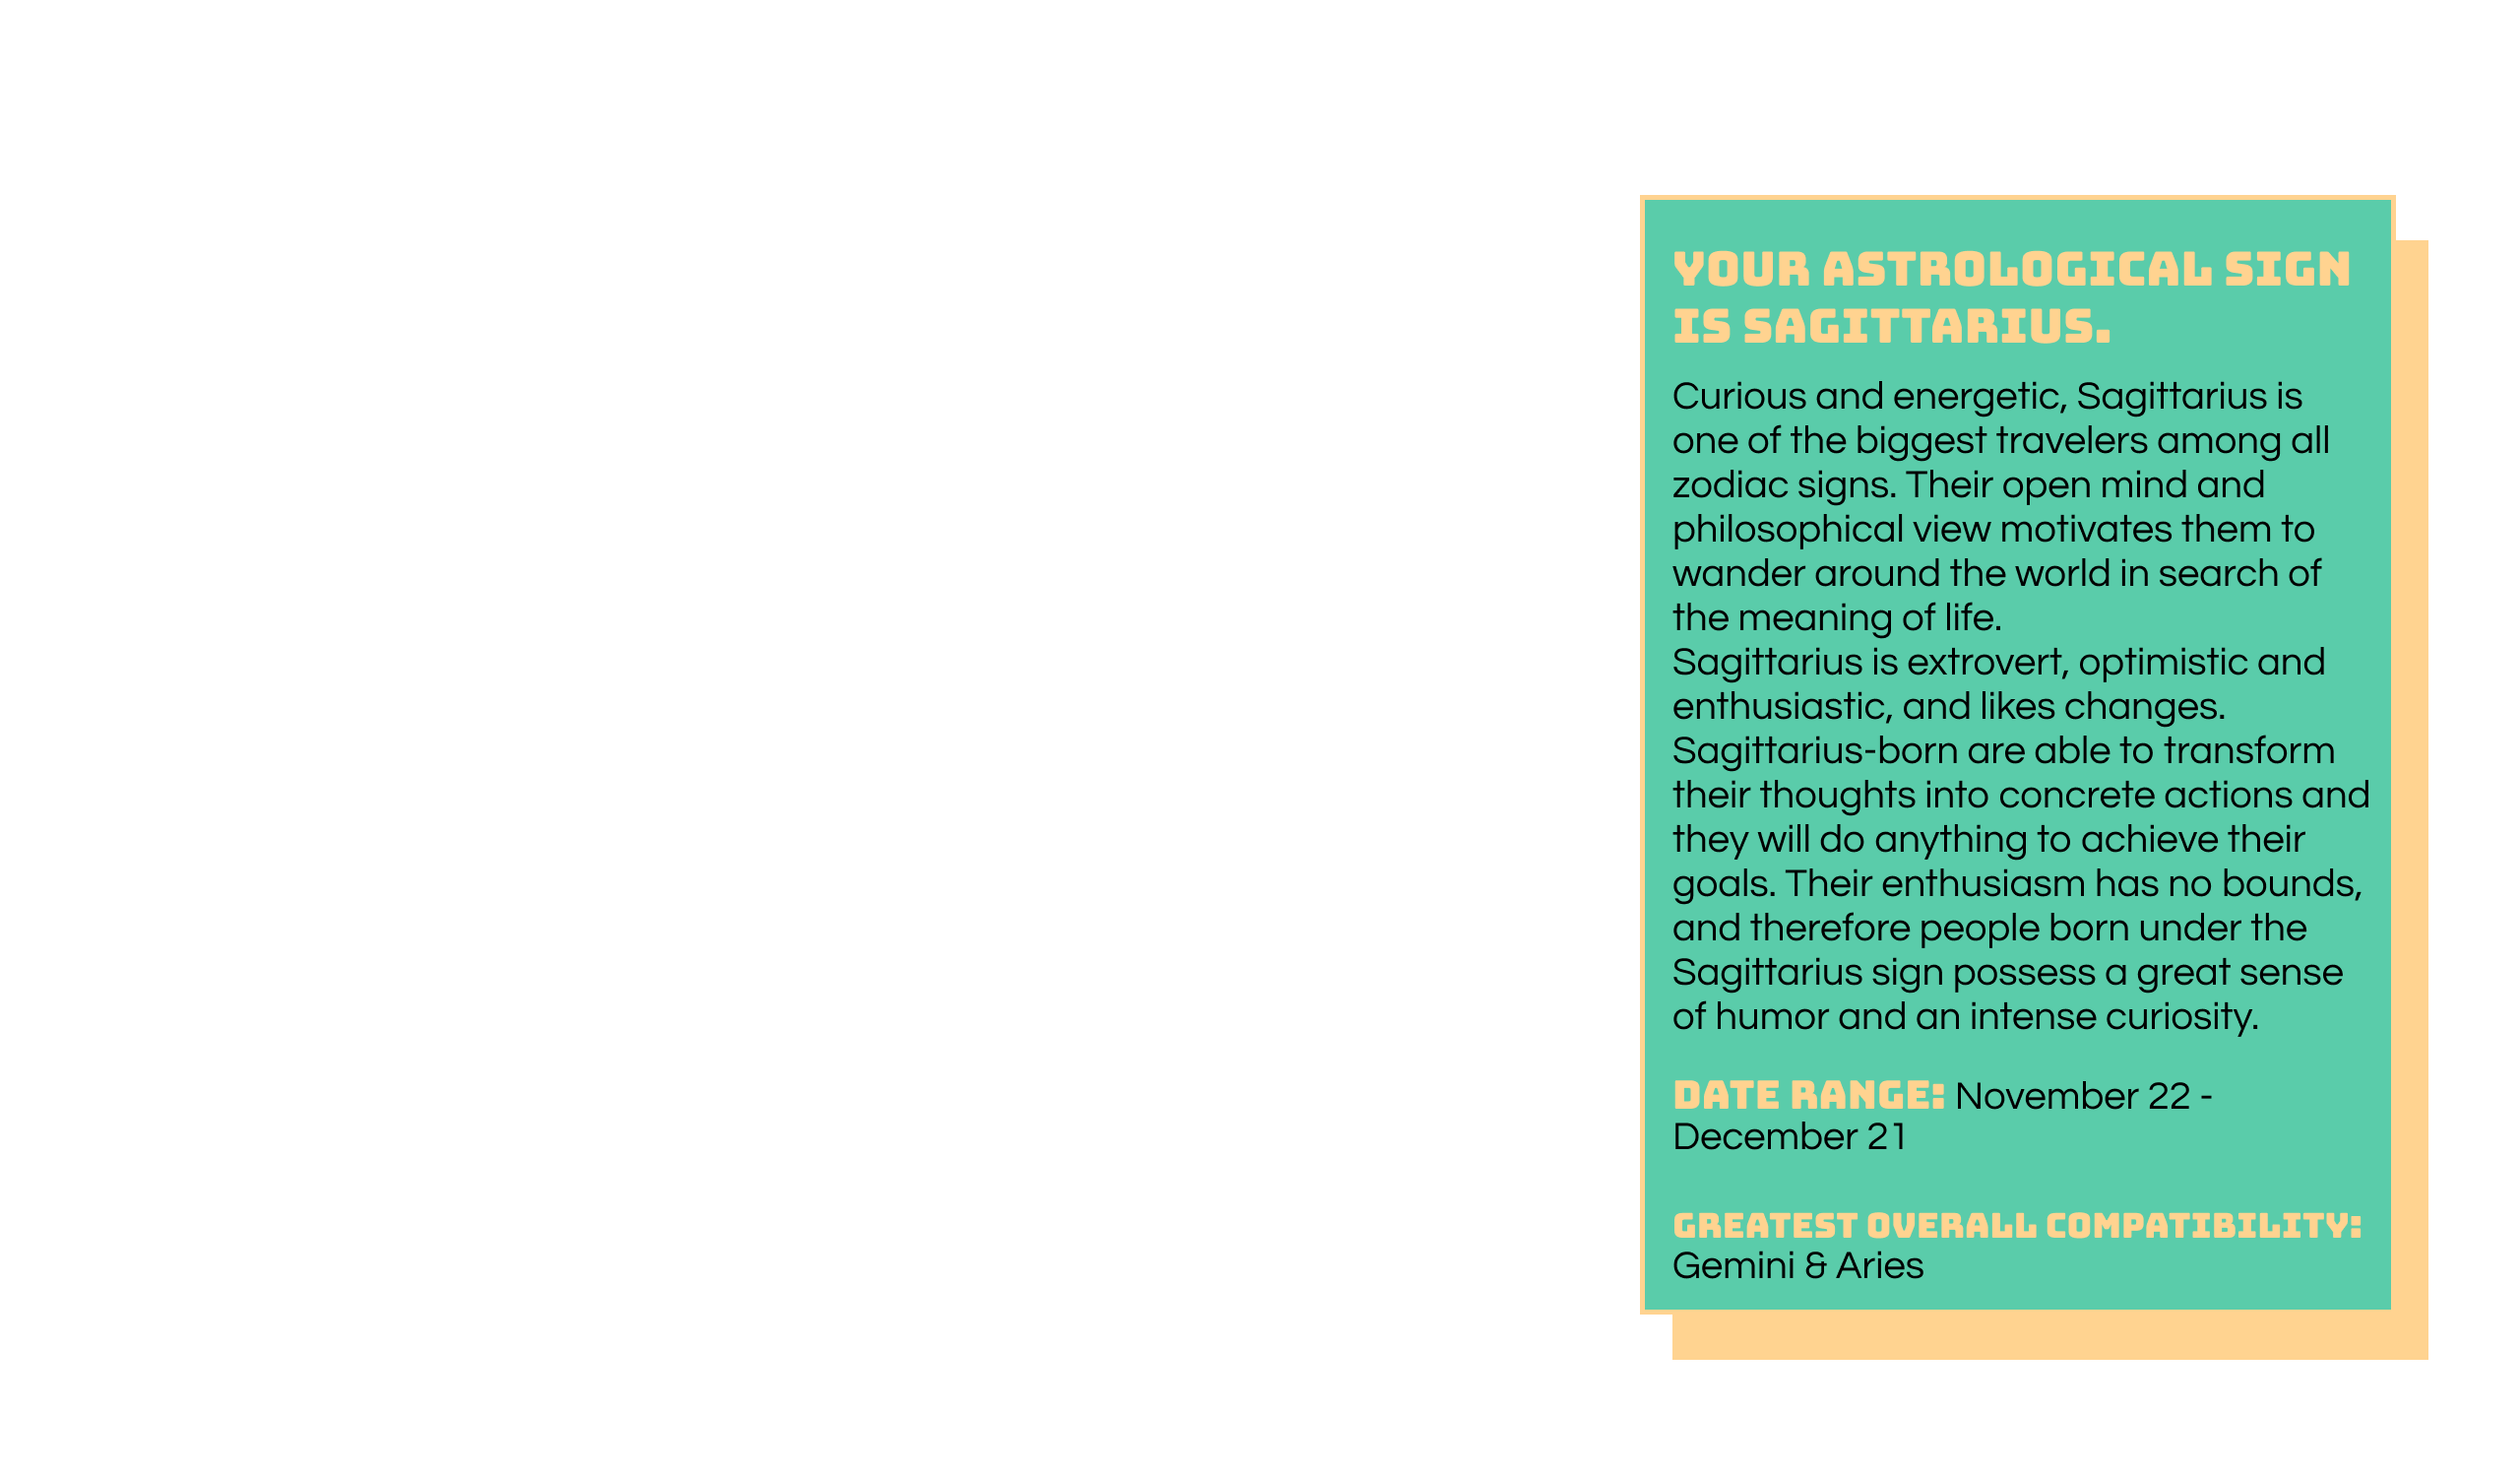 YOUR ASTROLOGICAL SIGN
IS SAGITTARIUS.
Curious and energetic, Sagittarius is
one of the biggest travelers among all
zodiac signs. Their open mind and
philosophical view motivates them to
wander around the world in search of
the meaning of life.
Sagittarius is extrovert, optimistic and
enthusiastic, and likes changes.
Sagittarius-born are able to transform
their thoughts into concrete actions and
they will do anything to achieve their
goals. Their enthusiasm has no bounds,
and therefore people born under the
Sagittarius sign possess a great sense
of humor and an intense curiosity.
DATE RANGE: November 22 -
December 21
GREATEST OVERALL COMPATIBILITY:
Gemini & Aries